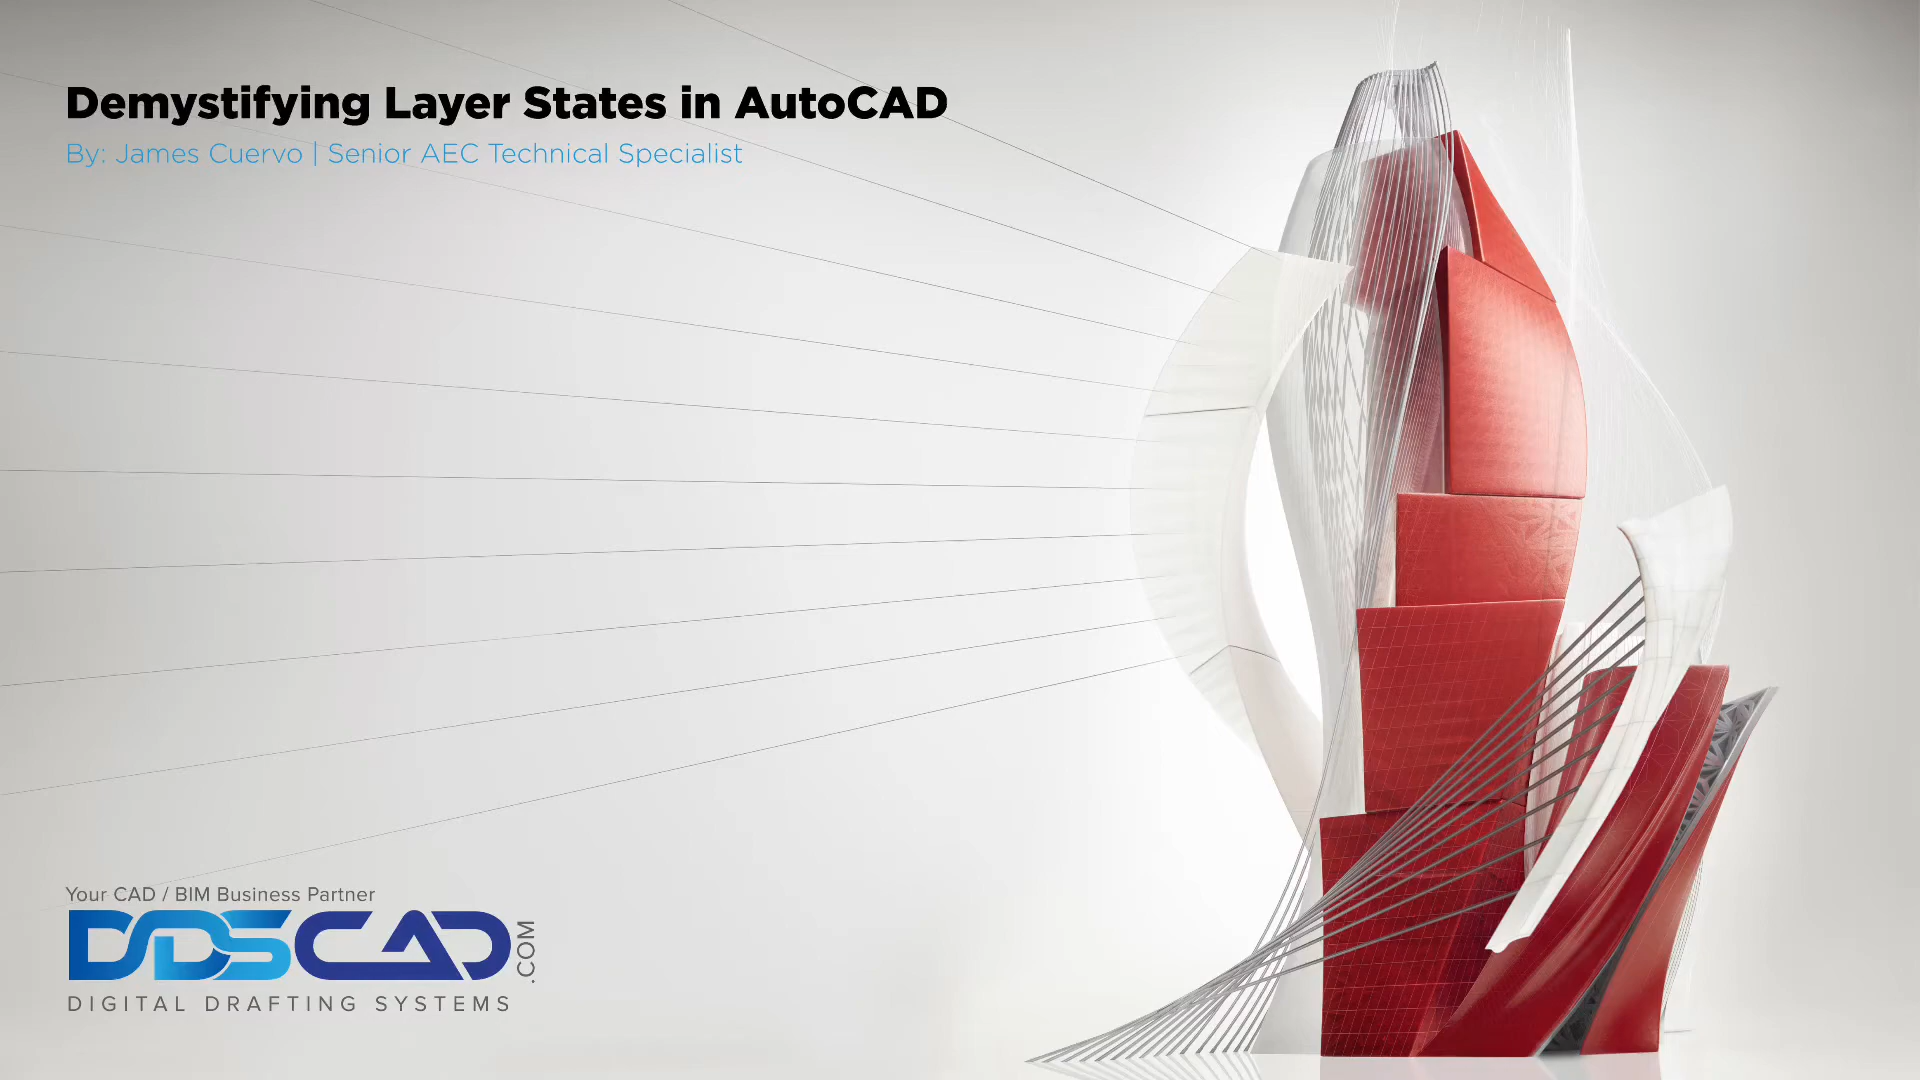 Demystifying Layer States in AutoCAD
By: James Cuervo | Senior AEC Technical Specialist
Your CAD / BIM Business Partner
DDSCAD.COM
DIGITAL DRAFTING SYSTEMS